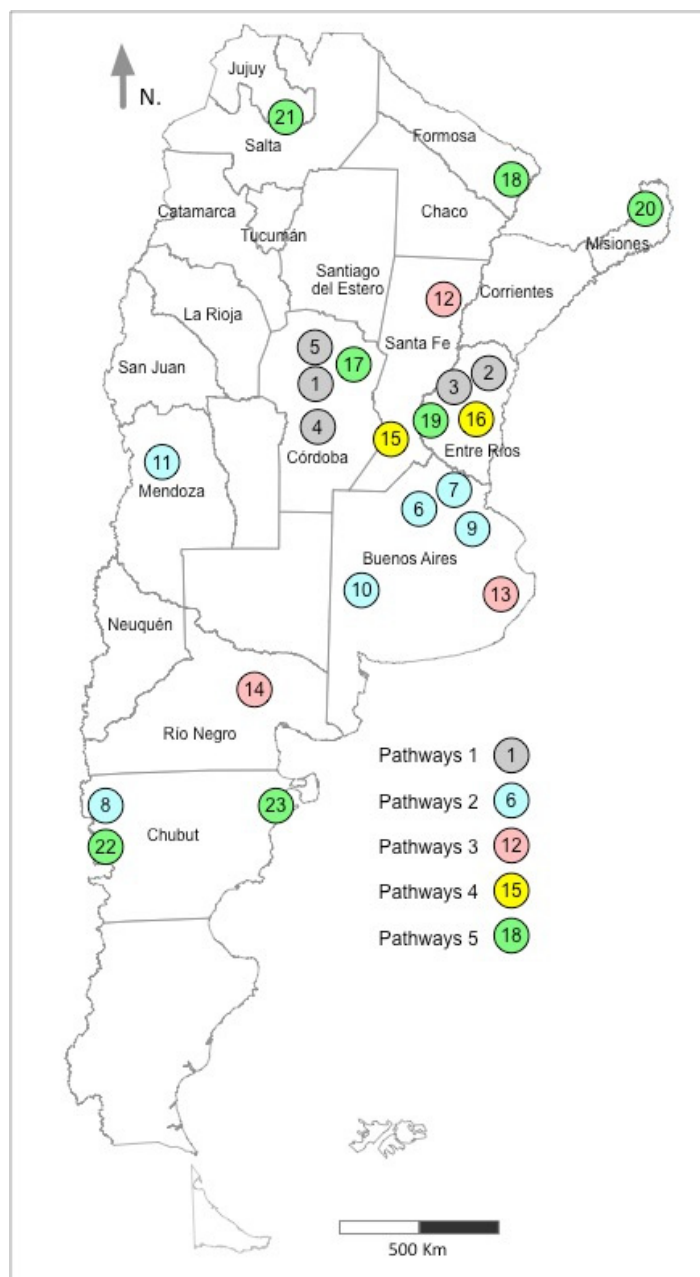 Jujuy
N.
21
Salta
Formosa
18
Catamarca
Chaco
20
Tucumán
Misiones
Santiago
del Estero
12
Corrientes
La Rioja
Santa Fe
5
17
San Juan
1
3
2
4
19
16
15
Córdoba
Entre Ríos
11
Mendoza
7
6
9
Buenos Aires
10
13
Neuquén
14
Río Negro
Pathways 1 1
8
23
Pathways 2 6
Chubut
22
Pathways 3 12
Pathways 4 15
Pathways 5 18
500 Km